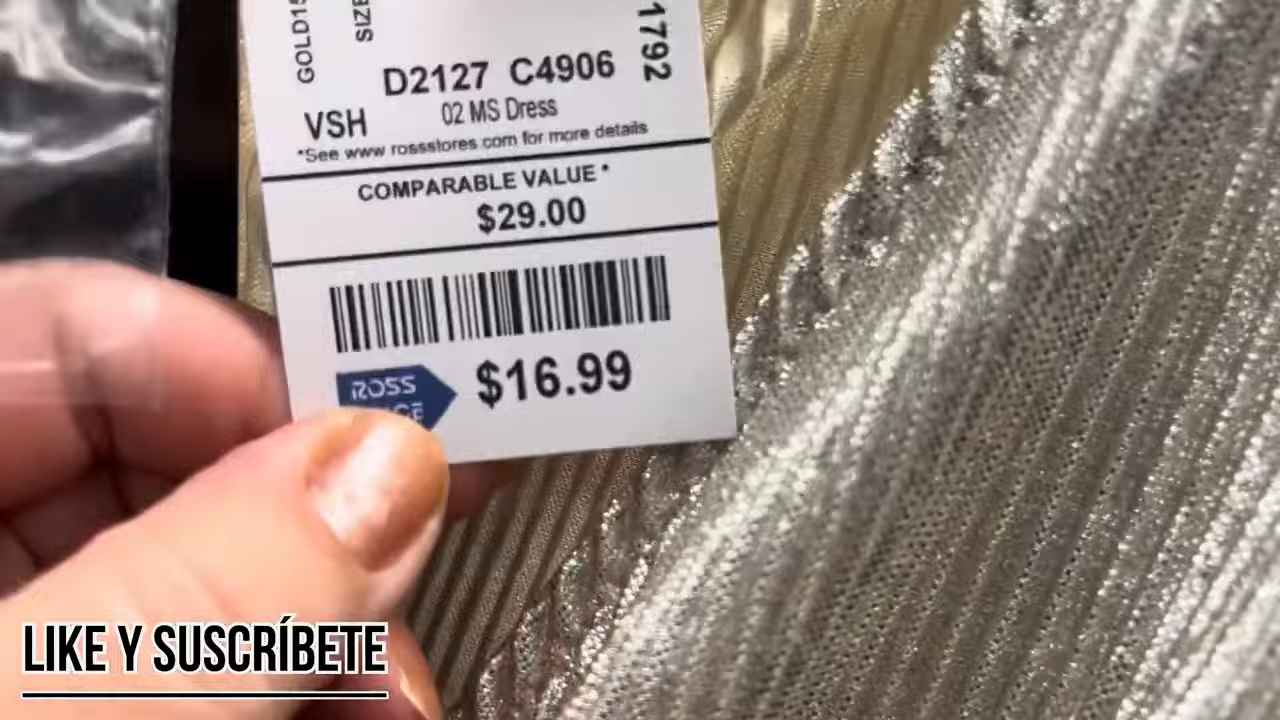 GOLD15
SIZE
1792
D2127 C4906
VSH
02 MS Dress
*See www rossstores com for more details
COMPARABLE VALUE *
$29.00
ROSS
$16.99
LIKE Y SUSCRÍBETE